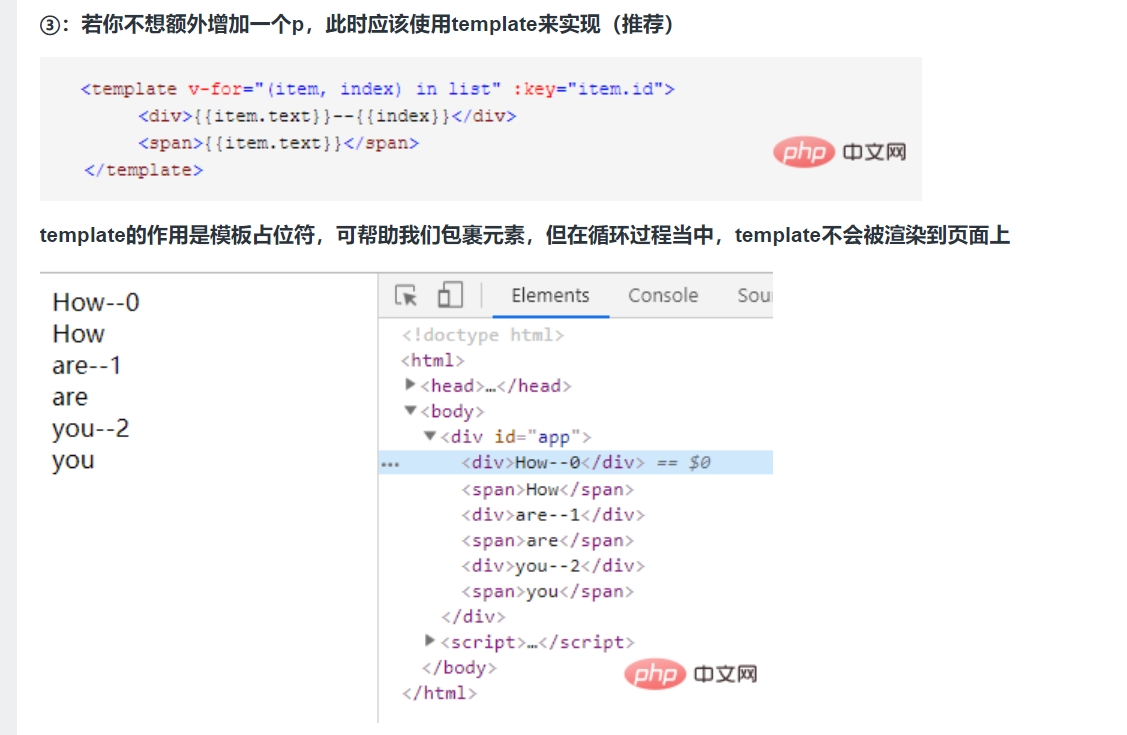 ③：若你不想额外增加一个p，此时应该使用template来实现（推荐）
<template v-for="(item, index) in list" :key="item.id">
<div>{{item.text}}--{{index}}</div>
<span>{{item.text}}</span>
</template>
php 中文网
template的作用是模板占位符，可帮助我们包裹元素，但在循环过程当中，template不会被渲染到页面上
How--0
How
are--1
are
you--2
you
Elements Console Sou
<!doctype html>
<html>
▶<head>…</head>
▼<body>
▼<div id="app">
… <div>How--0</div> == $0
<span>How</span>
<div>are--1</div>
<span>are</span>
<div>you--2</div>
<span>you</span>
</div>
▶<script>…</script>
</body>
</html>
php 中文网